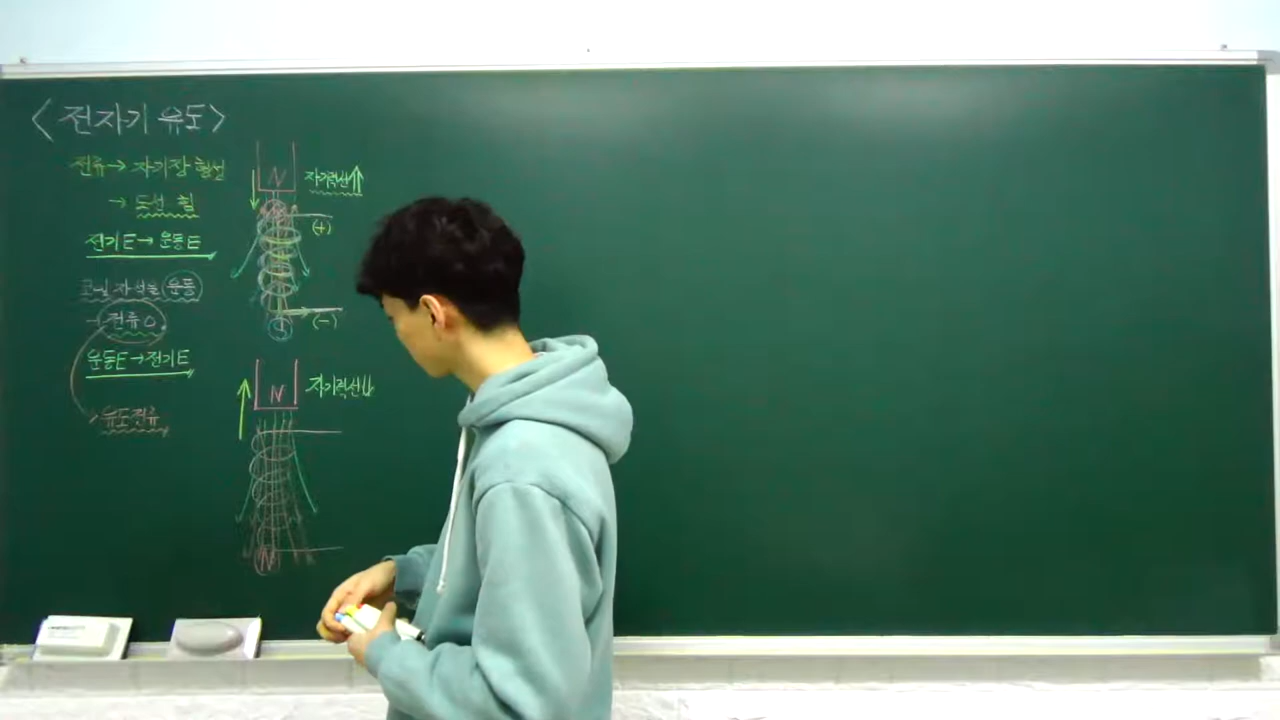 <전자기 유도>
전류→ 자기장 형성
→ 도선 힘
전기E→ 운동E
코일 자석 운동
→ 전류 O.
운동E→전기E
유도전류
N
자기력선↑
(+)
(-)
N
자기력선↓
N